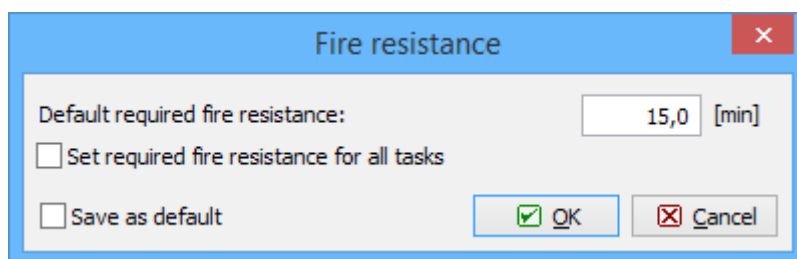 Fire resistance
Default required fire resistance: 15,0 [min]
Set required fire resistance for all tasks
Save as default OK Cancel